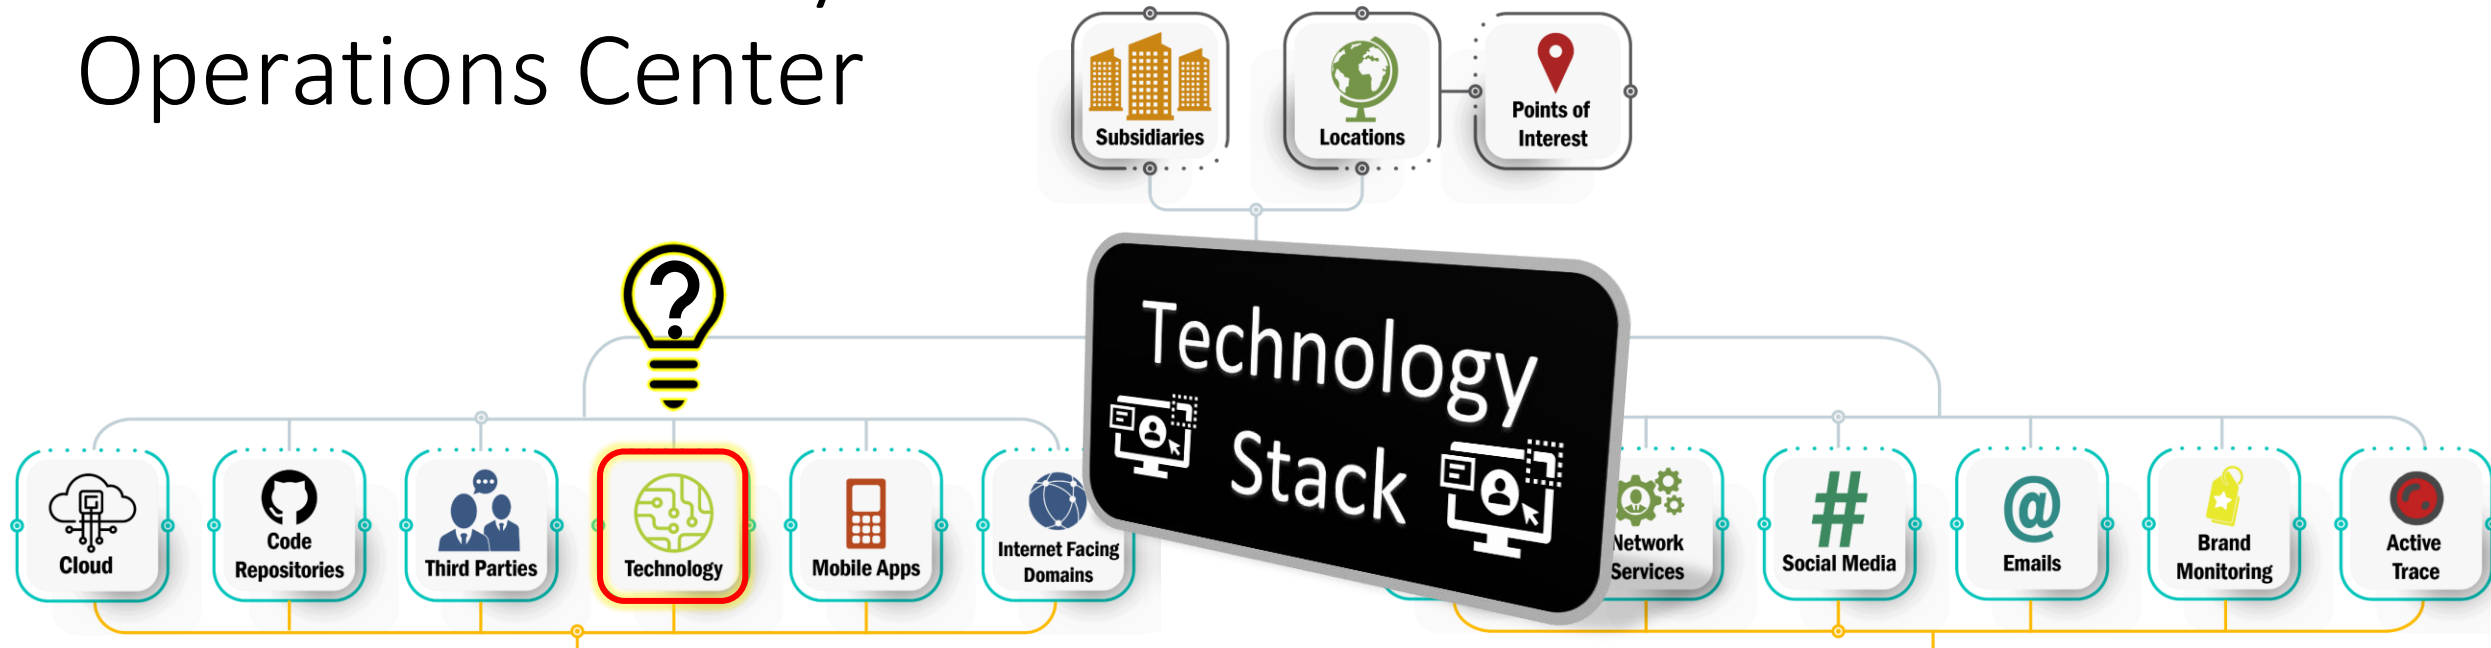 Operations Center
Subsidiaries
Locations
Points of
Interest
?
Technology
Stack
Cloud
Code
Repositories
Third Parties
Technology
Mobile Apps
Internet Facing
Domains
Network
Services
#
Social Media
@
Emails
Brand
Monitoring
Active
Trace